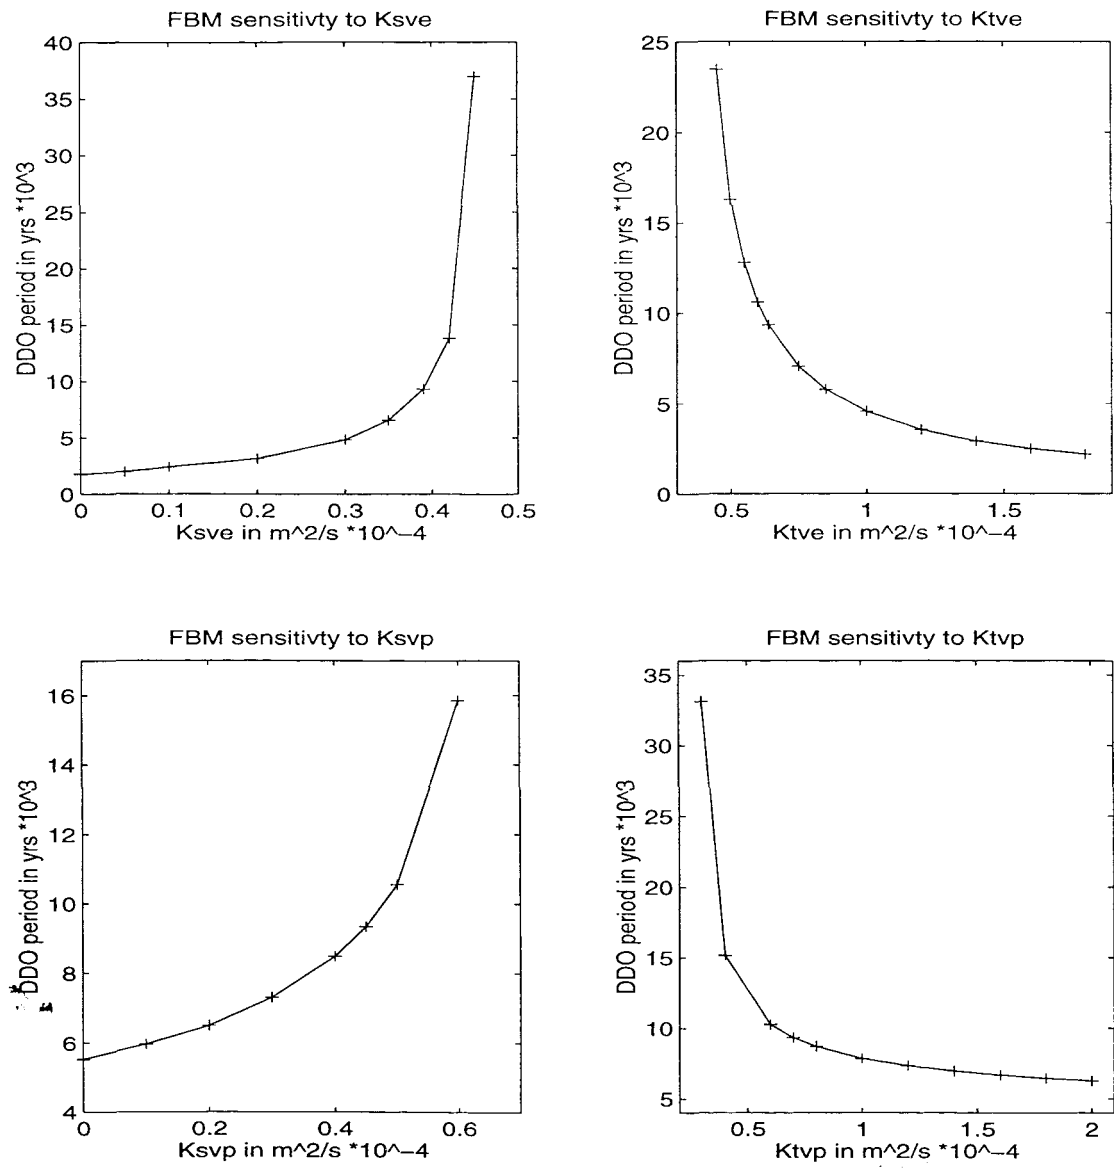 FBM sensitivty to Ksve
40
35
30
25
20
15
10
5
0
0 0.1 0.2 0.3 0.4 0.5
DDO period in yrs *10^3
Ksve in m^2/s *10^-4
FBM sensitivty to Ktve
25
20
15
10
5
0
0.5 1 1.5
DDO period in yrs *10^3
Ktve in m^2/s *10^-4
FBM sensitivty to Ksvp
16
14
12
10
8
6
4
0 0.2 0.4 0.6
DDO period in yrs *10^3
Ksvp in m^2/s *10^-4
FBM sensitivty to Ktvp
35
30
25
20
15
10
5
0.5 1 1.5 2
DDO period in yrs *10^3
Ktvp in m^2/s *10^-4